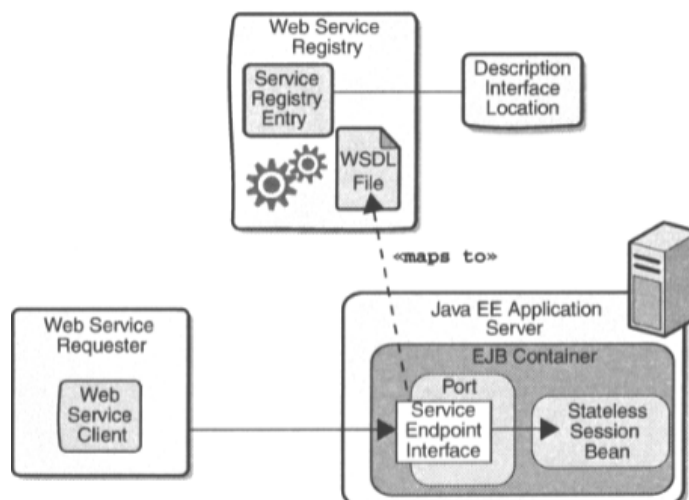 Web Service
Registry
Service
Registry
Entry
Description
Interface
Location
WSDL
File
«maps to»
Java EE Application
Server
Web Service
Requester
EJB Container
Web
Service
Client
Port
Service
Endpoint
Interface
Stateless
Session
Bean